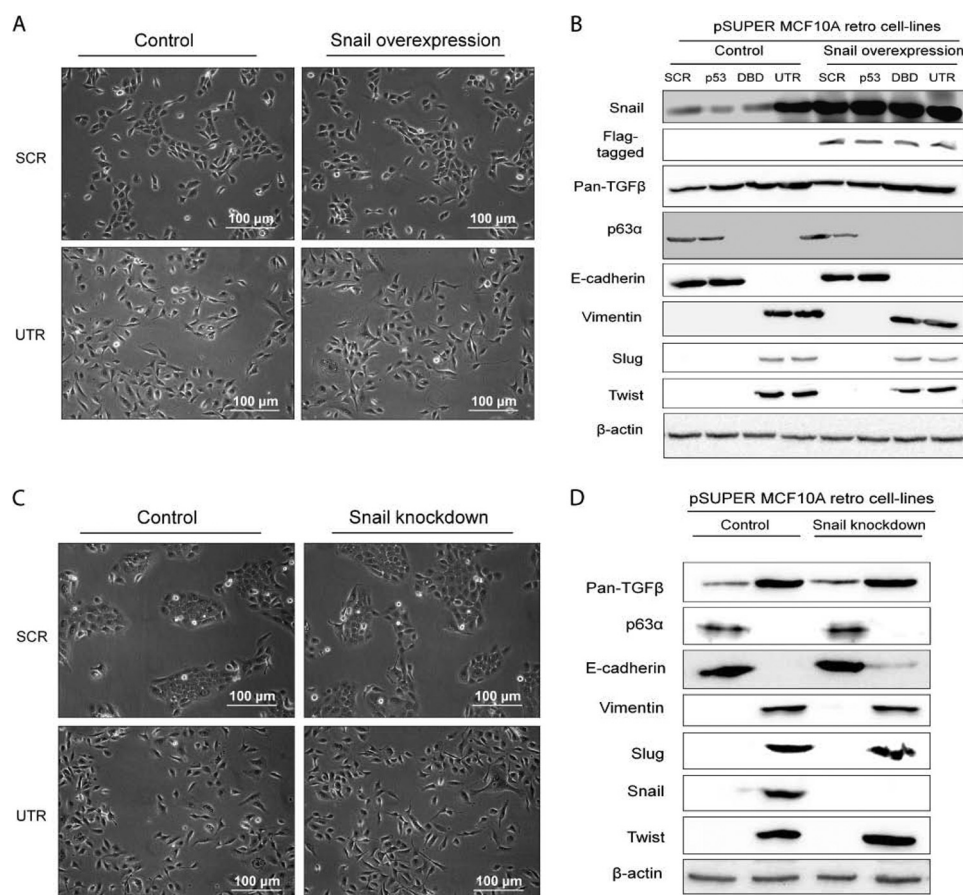 A
Control Snail overexpression
SCR
100 µm 100 µm
UTR
100 µm 100 µm
B
pSUPER MCF10A retro cell-lines
Control Snail overexpression
SCR p53 DBD UTR SCR p53 DBD UTR
Snail
Flag-
tagged
Pan-TGFβ
p63α
E-cadherin
Vimentin
Slug
Twist
β-actin
C
Control Snail knockdown
SCR
100 µm 100 µm
UTR
100 µm 100 µm
D
pSUPER MCF10A retro cell-lines
Control Snail knockdown
Pan-TGFβ
p63α
E-cadherin
Vimentin
Slug
Snail
Twist
β-actin